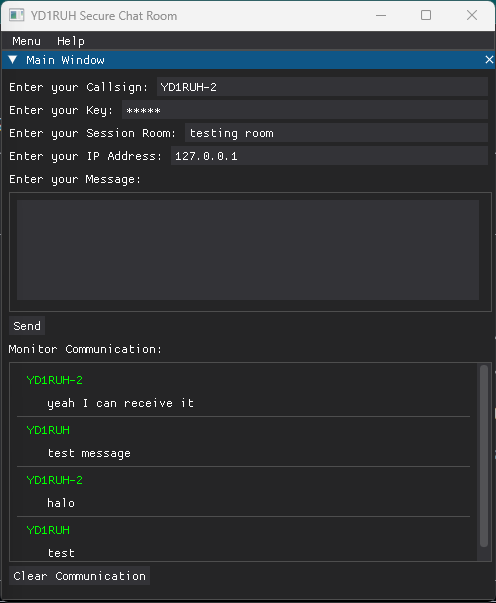 YD1RUH Secure Chat Room
Menu Help
Main Window
Enter your Callsign: YD1RUH-2
Enter your Key: *****
Enter your Session Room: testing room
Enter your IP Address: 127.0.0.1
Enter your Message:
Send
Monitor Communication:
YD1RUH-2
yeah I can receive it
YD1RUH
test message
YD1RUH-2
halo
YD1RUH
test
Clear Communication